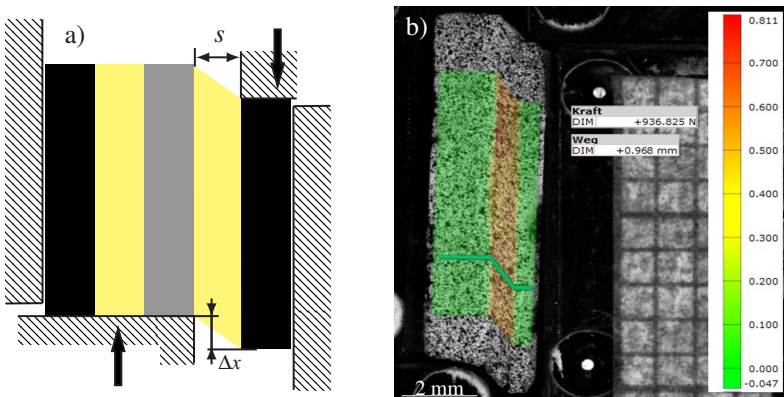 a)
s
Δx
b)
Kraft
DIM +936.825 N
Weg
DIM +0.968 mm
2 mm
0.811
0.700
0.600
0.500
0.400
0.300
0.200
0.100
0.000
-0.047